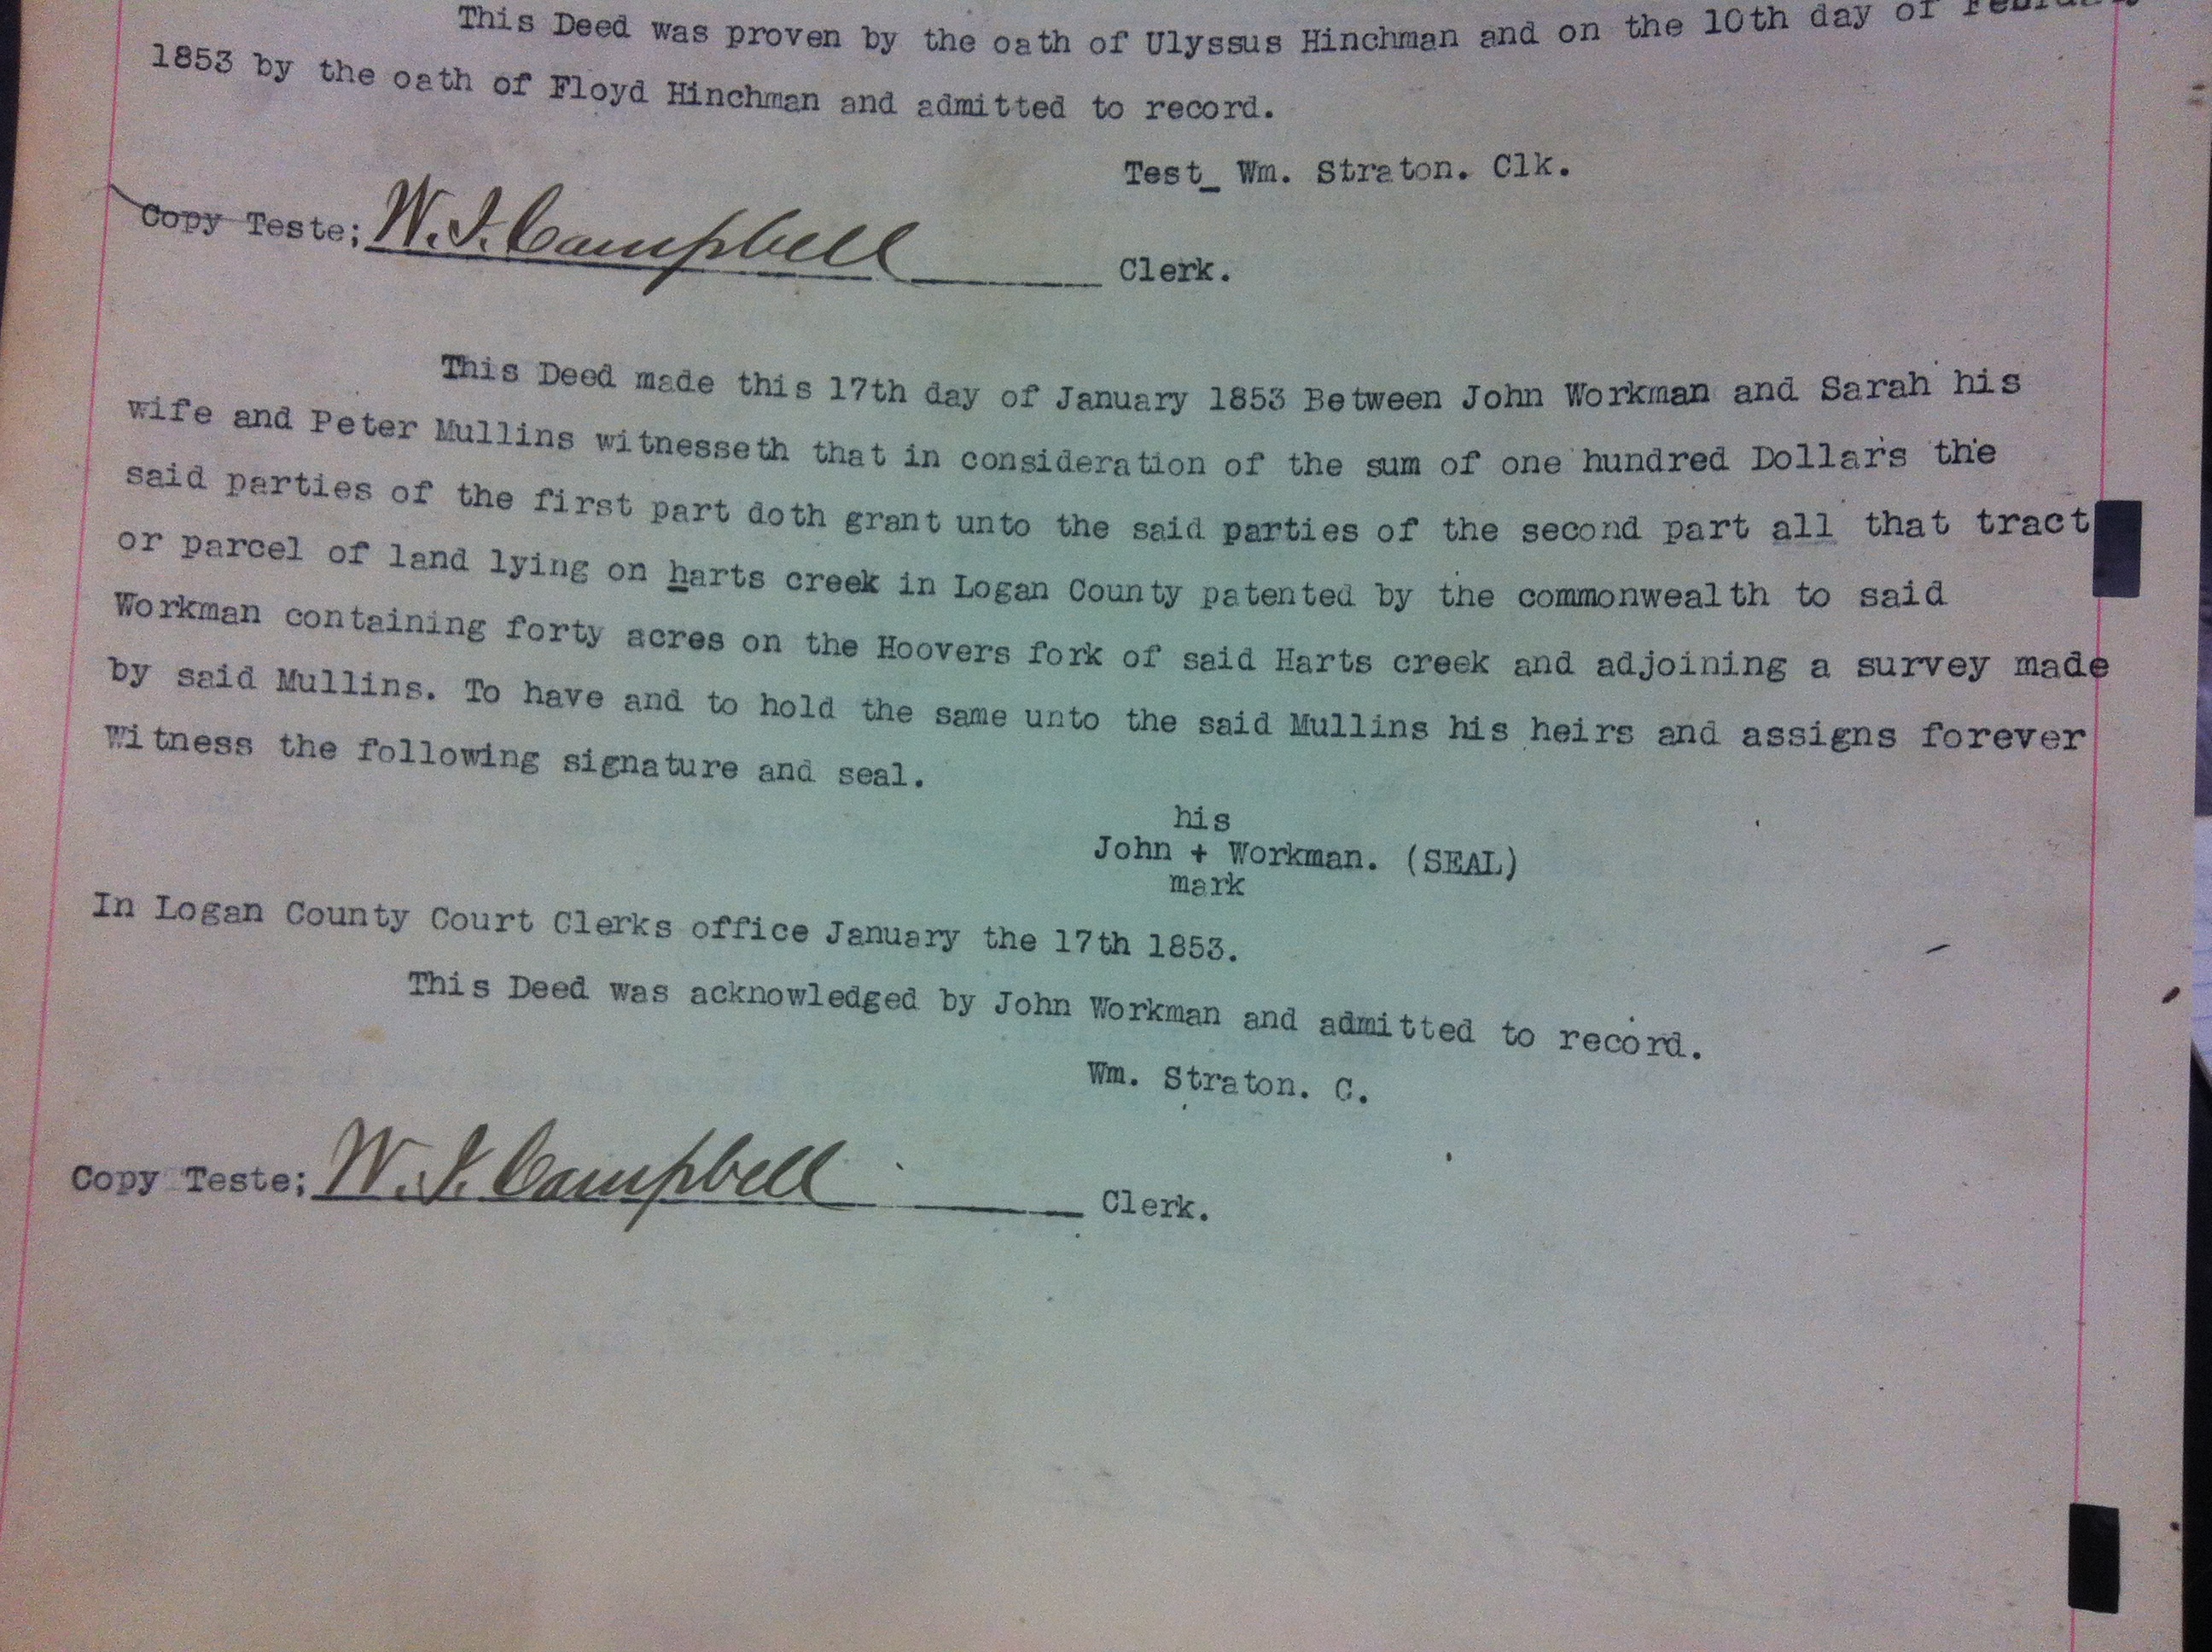 This Deed was proven by the oath of Ulyssus Hinchman and on the 10th day of
1853 by the oath of Floyd Hinchman and admitted to record.
Test_ Wm. Straton. Clk.
Copy Teste; W.I. Campbell Clerk.
This Deed made this 17th day of January 1853 Between John Workman and Sarah his
wife and Peter Mullins witnesseth that in consideration of the sum of one hundred Dollars the
said parties of the first part doth grant unto the said parties of the second part all that tract
or parcel of land lying on harts creek in Logan County patented by the commonwealth to said
Workman containing forty acres on the Hoovers fork of said Harts creek and adjoining a survey made
by said Mullins. To have and to hold the same unto the said Mullins his heirs and assigns forever
witness the following signature and seal.
his
John + Workman. (SEAL)
mark
In Logan County Court Clerks office January the 17th 1853.
This Deed was acknowledged by John Workman and admitted to record.
Wm. Straton. C.
Copy Teste; W.I. Campbell Clerk.